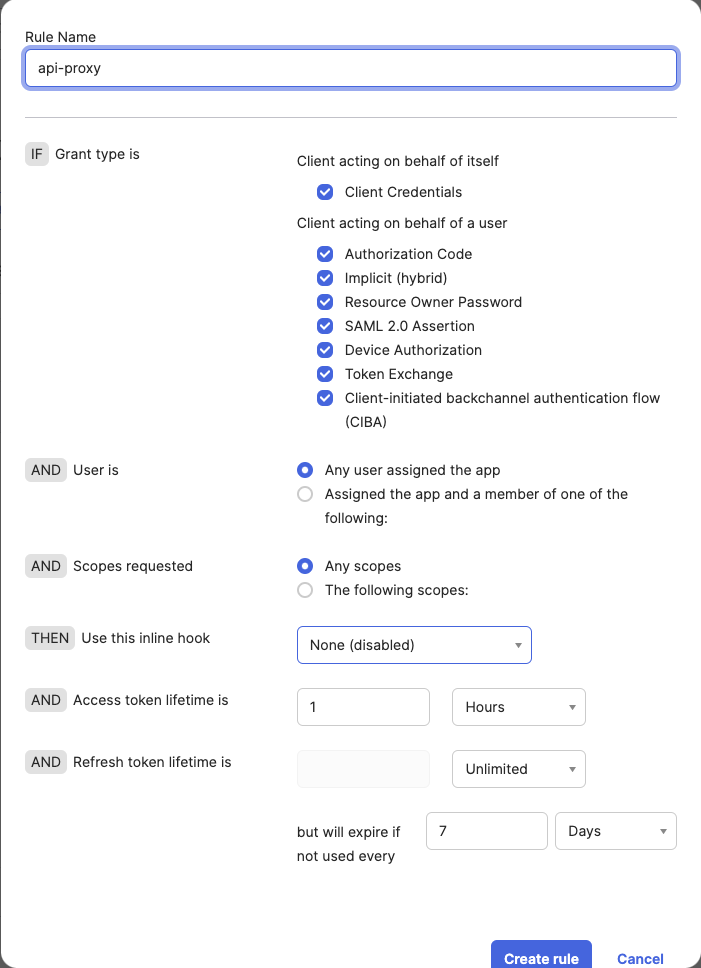 Rule Name
api-proxy
IF Grant type is
Client acting on behalf of itself
Client Credentials
Client acting on behalf of a user
Authorization Code
Implicit (hybrid)
Resource Owner Password
SAML 2.0 Assertion
Device Authorization
Token Exchange
Client-initiated backchannel authentication flow
(CIBA)
AND User is
Any user assigned the app
Assigned the app and a member of one of the
following:
AND Scopes requested
Any scopes
The following scopes:
THEN Use this inline hook
None (disabled)
AND Access token lifetime is
1 Hours
AND Refresh token lifetime is
Unlimited
but will expire if
not used every
7 Days
Create rule Cancel